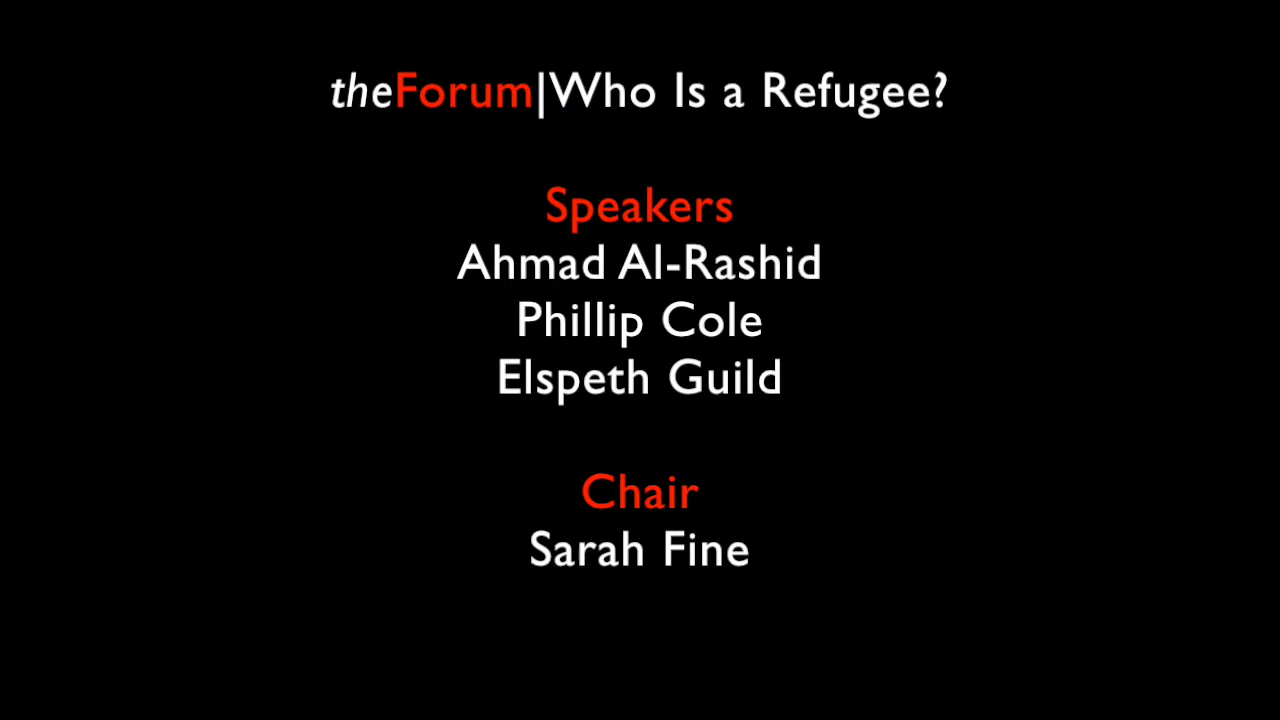 theForum|Who Is a Refugee?
Speakers
Ahmad Al-Rashid
Phillip Cole
Elspeth Guild
Chair
Sarah Fine